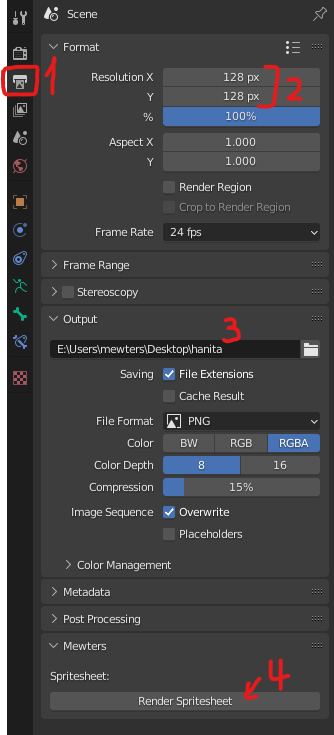 Scene
1
Format
Resolution X 128 px
Y 128 px
2
% 100%
Aspect X 1.000
Y 1.000
Render Region
Crop to Render Region
Frame Rate 24 fps
Frame Range
Stereoscopy
Output
3
E:\Users\mewters\Desktop\hanita
Saving File Extensions
Cache Result
File Format PNG
Color BW RGB RGBA
Color Depth 8 16
Compression 15%
Image Sequence Overwrite
Placeholders
Color Management
Metadata
Post Processing
Mewters
Spritesheet:
4
Render Spritesheet